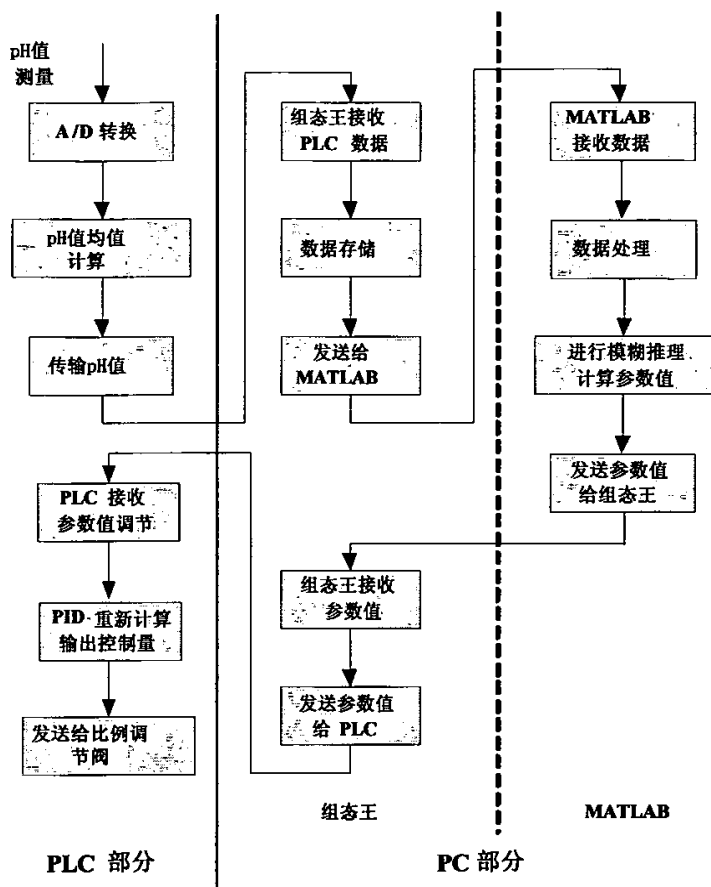 pH值
测量
A/D 转换
pH值均值
计算
传输pH值
组态王接收
PLC 数据
数据存储
发送给
MATLAB
MATLAB
接收数据
数据处理
进行模糊推理
计算参数值
发送参数值
给组态王
组态王接收
参数值
发送参数值
给 PLC
PLC 接收
参数值调节
PID 重新计算
输出控制量
发送给比例调
节阀
组态王
MATLAB
PLC 部分
PC 部分